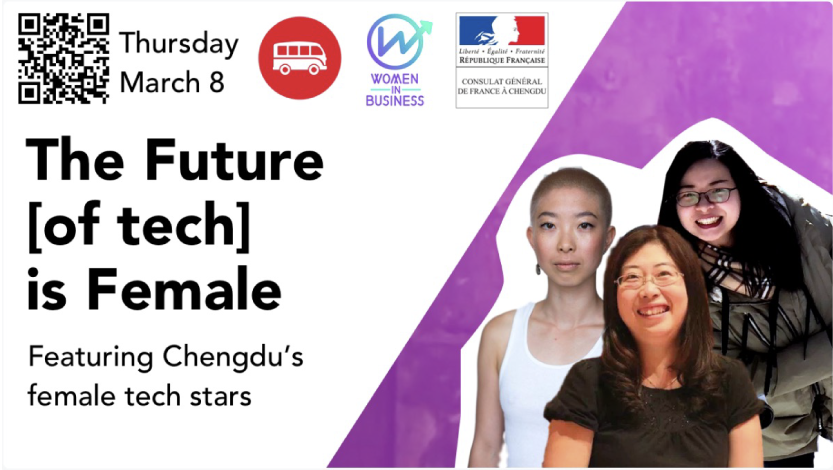 Thursday
March 8
WOMEN
IN
BUSINESS
Liberté • Égalité • Fraternité
RÉPUBLIQUE FRANÇAISE
CONSULAT GÉNÉRAL
DE FRANCE À CHENGDU
The Future
[of tech]
is Female
Featuring Chengdu's
female tech stars